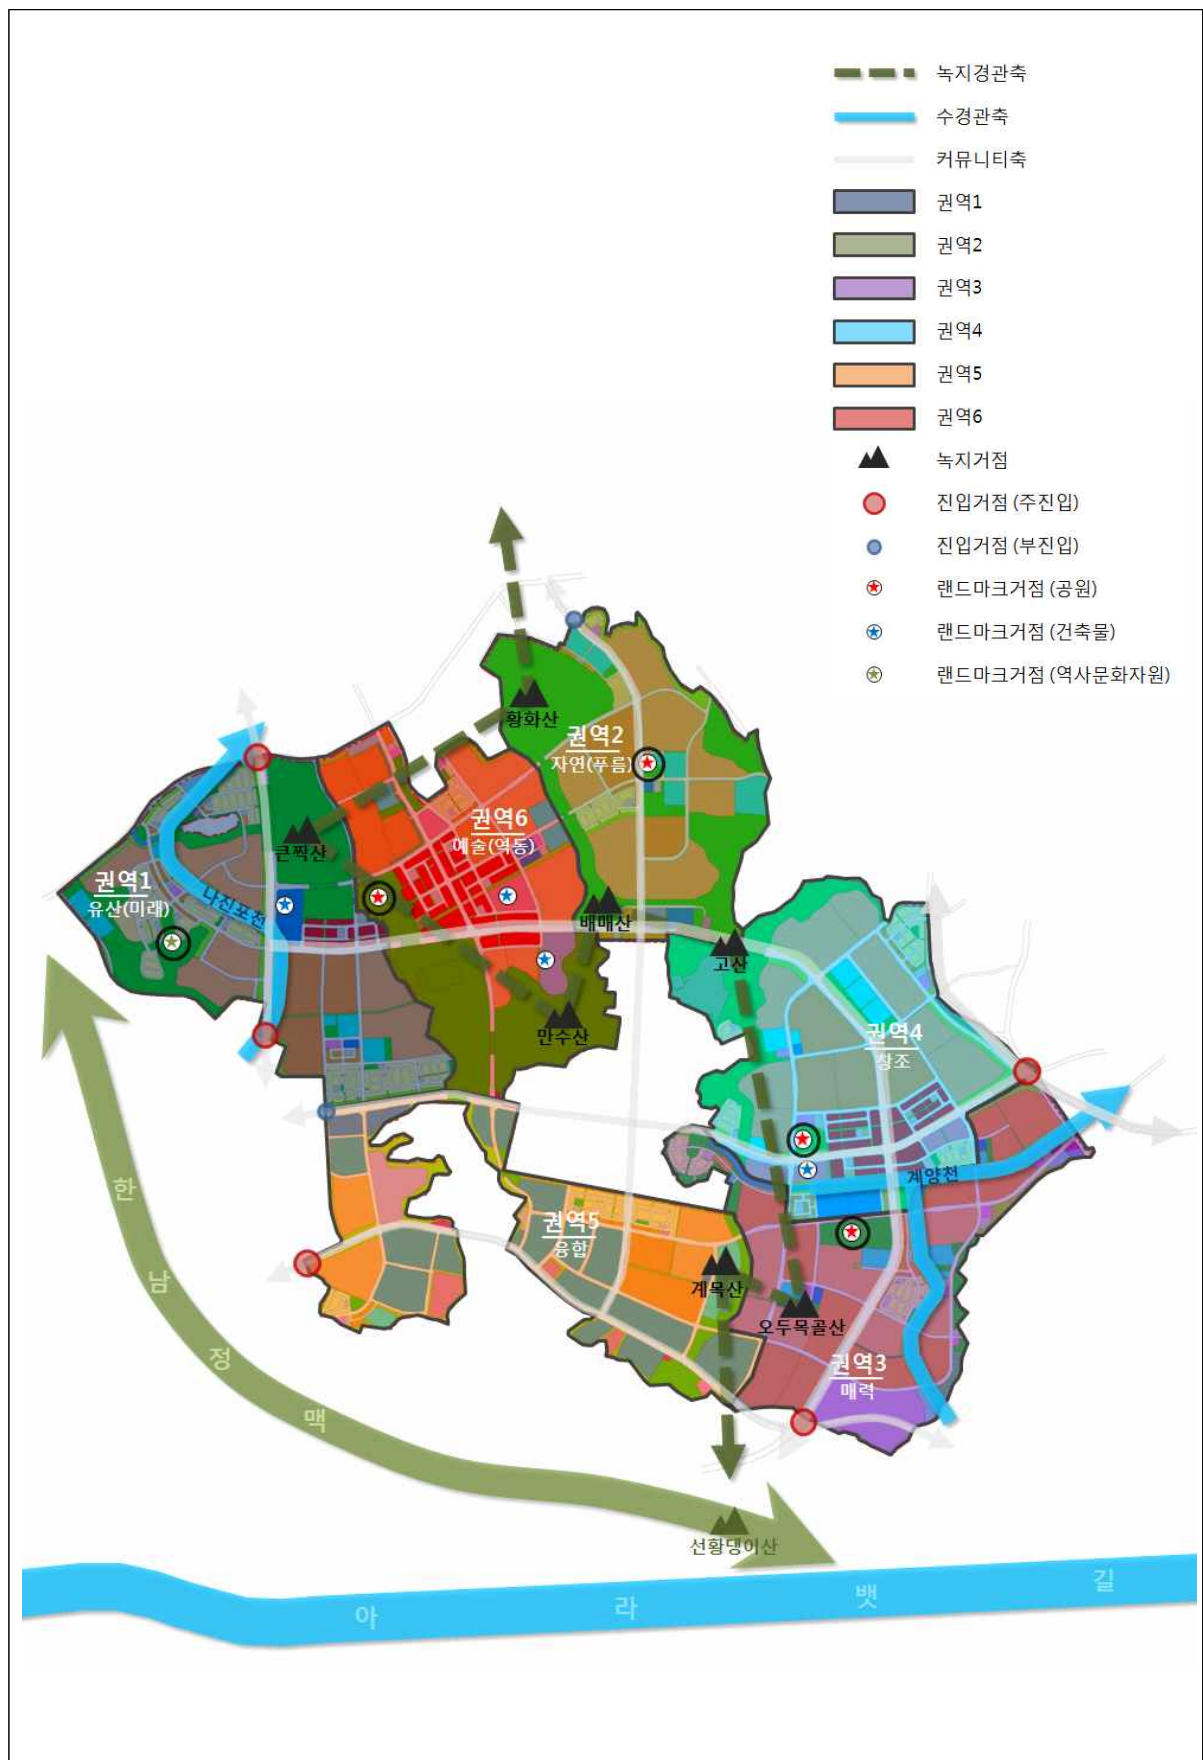 녹지경관축
수경관축
커뮤니티축
권역1
권역2
권역3
권역4
권역5
권역6
녹지거점
진입거점 (주진입)
진입거점 (부진입)
랜드마크거점 (공원)
랜드마크거점 (건축물)
랜드마크거점 (역사문화자원)
황화산
권역2
자연(푸름)
권역6
예술(역동)
큰짝산
권역1
유산(미래)
나진포천
배매산
고산
만수산
권역4
창조
계양천
권역5
융합
계목산
오두목골산
권역3
매력
한
남
정
맥
선황댕이산
아
라
뱃
길